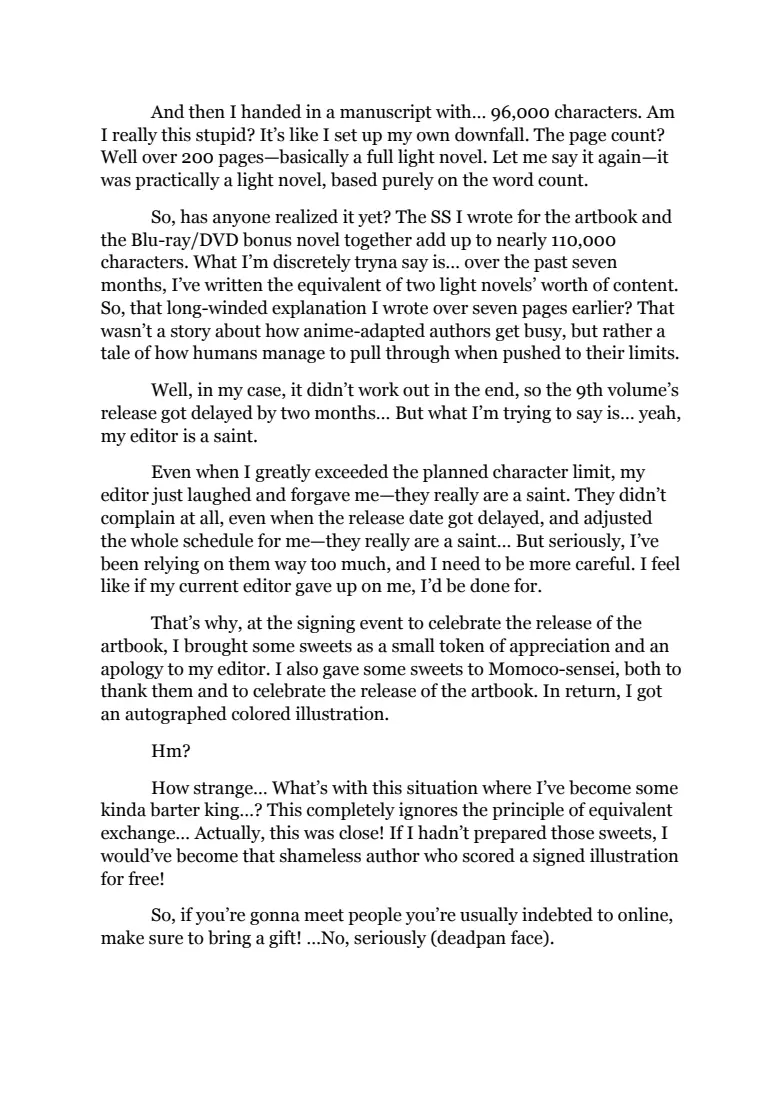 And then I handed in a manuscript with... 96,000 characters. Am
I really this stupid? It’s like I set up my own downfall. The page count?
Well over 200 pages—basically a full light novel. Let me say it again—it
was practically a light novel, based purely on the word count.
So, has anyone realized it yet? The SS I wrote for the artbook and
the Blu-ray/DVD bonus novel together add up to nearly 110,000
characters. What I’m discretely tryna say is... over the past seven
months, I’ve written the equivalent of two light novels’ worth of content.
So, that long-winded explanation I wrote over seven pages earlier? That
wasn’t a story about how anime-adapted authors get busy, but rather a
tale of how humans manage to pull through when pushed to their limits.
Well, in my case, it didn’t work out in the end, so the 9th volume’s
release got delayed by two months... But what I’m trying to say is... yeah,
my editor is a saint.
Even when I greatly exceeded the planned character limit, my
editor just laughed and forgave me—they really are a saint. They didn’t
complain at all, even when the release date got delayed, and adjusted
the whole schedule for me—they really are a saint... But seriously, I’ve
been relying on them way too much, and I need to be more careful. I feel
like if my current editor gave up on me, I’d be done for.
That’s why, at the signing event to celebrate the release of the
artbook, I brought some sweets as a small token of appreciation and an
apology to my editor. I also gave some sweets to Momoco-sensei, both to
thank them and to celebrate the release of the artbook. In return, I got
an autographed colored illustration.
Hm?
How strange... What’s with this situation where I’ve become some
kinda barter king...? This completely ignores the principle of equivalent
exchange... Actually, this was close! If I hadn’t prepared those sweets, I
would’ve become that shameless author who scored a signed illustration
for free!
So, if you’re gonna meet people you’re usually indebted to online,
make sure to bring a gift! ...No, seriously (deadpan face).